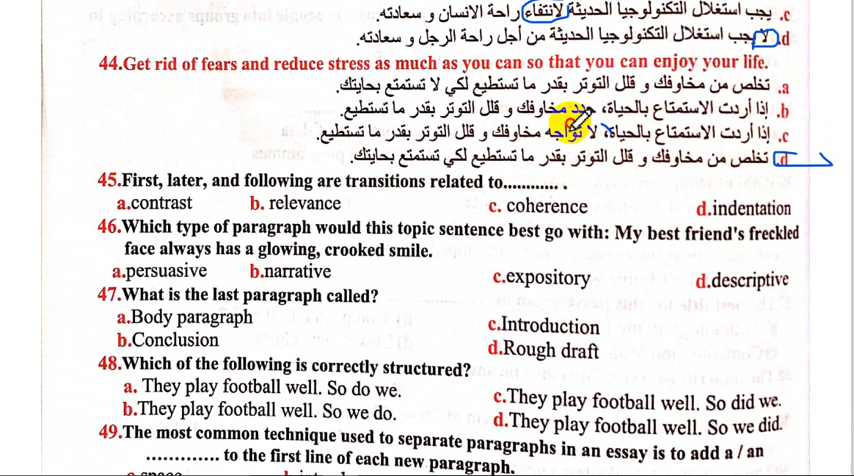 c. يجب استغلال التكنولوجيا الحديثة لانتفاء راحة الانسان و سعادته.
d. لا يجب استغلال التكنولوجيا الحديثة من أجل راحة الرجل و سعادته.
44.Get rid of fears and reduce stress as much as you can so that you can enjoy your life.
a. تخلص من مخاوفك و قلل التوتر بقدر ما تستطيع لكي لا تستمتع بحايتك.
b. إذا أردت الاستمتاع بالحياة، حدد مخاوفك و قلل التوتر بقدر ما تستطيع.
c. إذا أردت الاستمتاع بالحياة، لا تواجه مخاوفك و قلل التوتر بقدر ما تستطيع.
d. تخلص من مخاوفك و قلل التوتر بقدر ما تستطيع لكي تستمتع بحايتك.
45.First, later, and following are transitions related to............ .
a.contrast b. relevance c. coherence d.indentation
46.Which type of paragraph would this topic sentence best go with: My best friend's freckled
face always has a glowing, crooked smile.
a.persuasive b.narrative c.expository d.descriptive
47.What is the last paragraph called?
a.Body paragraph c.Introduction
b.Conclusion d.Rough draft
48.Which of the following is correctly structured?
a. They play football well. So do we. c.They play football well. So did we.
b.They play football well. So we do. d.They play football well. So we did.
49.The most common technique used to separate paragraphs in an essay is to add a / an
............. to the first line of each new paragraph.